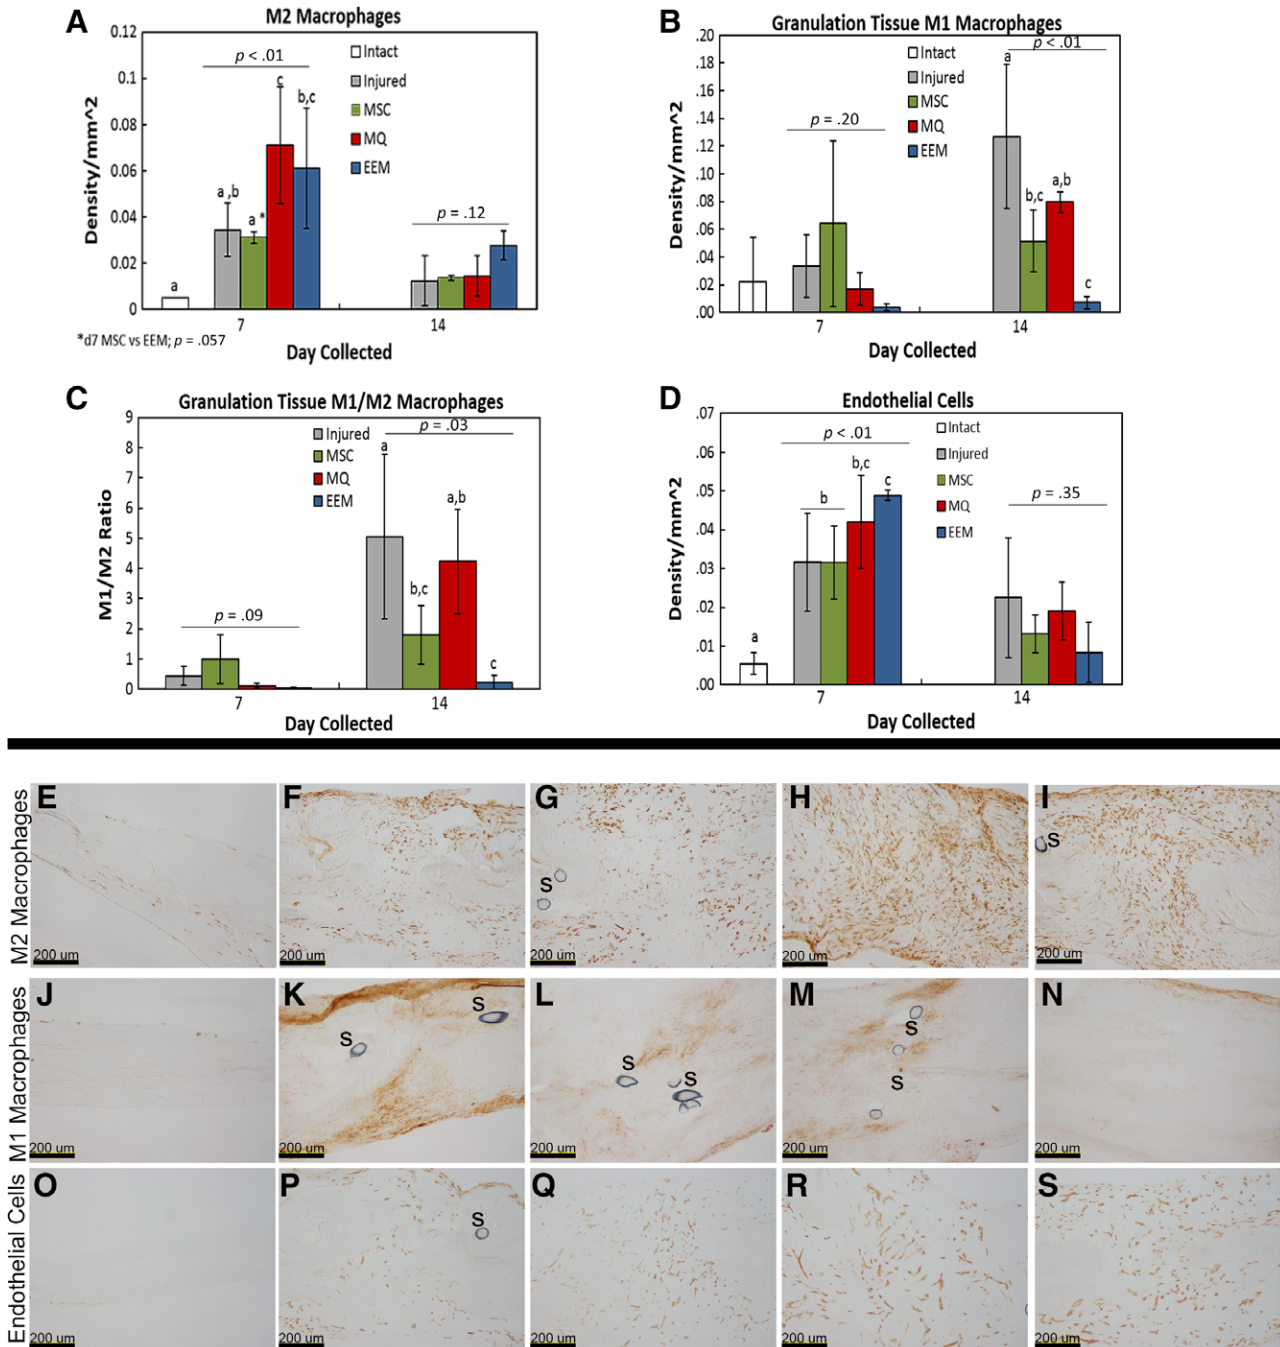 A
M2 Macrophages
0.12
0.1
0.08
0.06
0.04
0.02
0
Density/mm^2
p < .01
Intact
Injured
MSC
MQ
EEM
a
a ,b
a *
c
b,c
p = .12
7
14
*d7 MSC vs EEM; p = .057
Day Collected
B
Granulation Tissue M1 Macrophages
.20
.18
.16
.14
.12
.10
.08
.06
.04
.02
.00
Density/mm^2
p = .20
Intact
Injured
MSC
MQ
EEM
p < .01
a
b,c
a,b
c
7
14
Day Collected
C
Granulation Tissue M1/M2 Macrophages
9
8
7
6
5
4
3
2
1
0
M1/M2 Ratio
p = .09
Injured
MSC
MQ
EEM
p = .03
a
b,c
a,b
c
7
14
Day Collected
D
Endothelial Cells
.07
.06
.05
.04
.03
.02
.01
.00
Density/mm^2
p < .01
a
b
b,c
c
Intact
Injured
MSC
MQ
EEM
p = .35
7
14
Day Collected
M2 Macrophages
E
200 um
F
200 um
G
S
200 um
H
200 um
I
S
200 um
M1 Macrophages
J
200 um
K
S
S
200 um
L
S
S
200 um
M
S
S
200 um
N
200 um
Endothelial Cells
O
200 um
P
S
200 um
Q
200 um
R
200 um
S
200 um